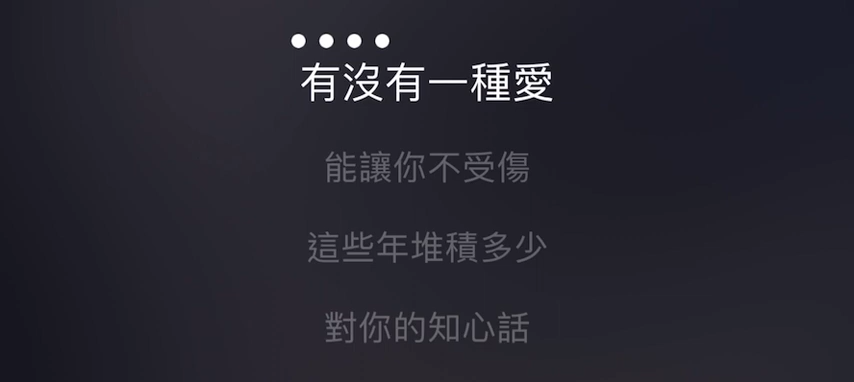 有沒有一種愛
能讓你不受傷
這些年堆積多少
對你的知心話